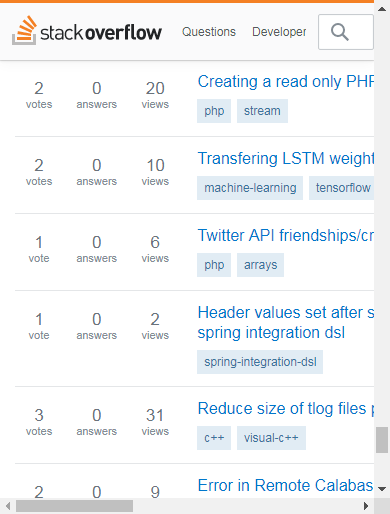 stackoverflow Questions Developer
2 0 20 Creating a read only PHP
votes answers views
php stream
2 0 10 Transfering LSTM weight
votes answers views
machine-learning tensorflow
1 0 6 Twitter API friendships/cr
vote answers views
php arrays
1 0 2 Header values set after s
vote answers views spring integration dsl
spring-integration-dsl
3 0 31 Reduce size of tlog files p
votes answers views
c++ visual-c++
2 0 9 Error in Remote Calabas